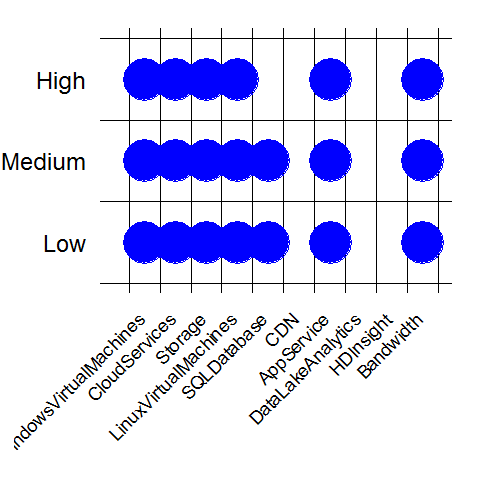 High
Medium
Low
ndowsVirtualMachines
CloudServices
Storage
LinuxVirtualMachines
SQLDatabase
CDN
AppService
DataLakeAnalytics
HDInsight
Bandwidth